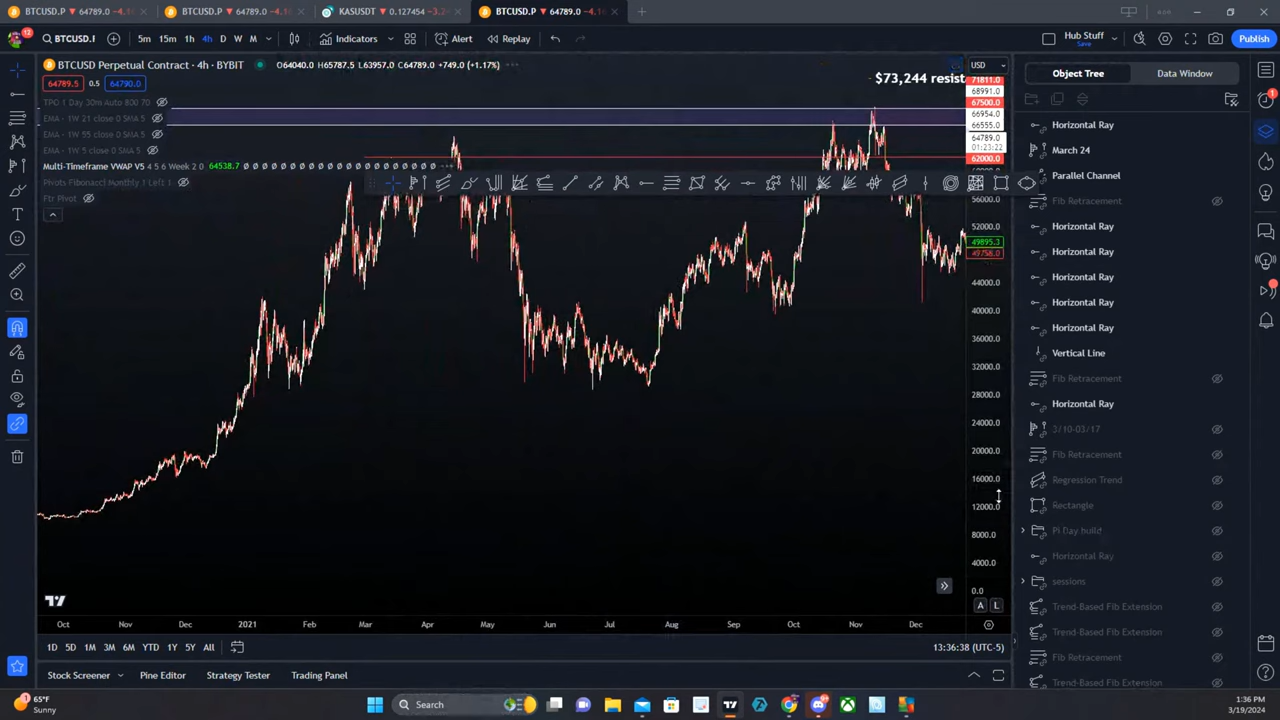 BTCUSD.P ▼ 64789.0 −4.1
BTCUSD.P ▼ 64789.0 −4.1
KASUSDT ▼ 0.127454 −3.2
BTCUSD.P ▼ 64789.0 −4.1
12
BTCUSD.I
5m 15m 1h 4h D W M
Indicators
Alert
Replay
Hub Stuff
Save
Publish
BTCUSD Perpetual Contract · 4h · BYBIT
O64040.0 H65787.5 L63957.0 C64789.0 +749.0 (+1.17%)
USD
64789.5 0.5 64790.0
$73,244 resist
TPO 1 Day 30m Auto 800 70
EMA · 1W 21 close 0 SMA 5
EMA · 1W 55 close 0 SMA 5
EMA · 1W 5 close 0 SMA 5
Multi-Timeframe VWAP V5 4 5 6 Week 2 0 64538.7 Ø Ø Ø Ø Ø Ø Ø Ø Ø Ø Ø Ø Ø Ø Ø Ø Ø Ø Ø Ø Ø Ø
Pivots Fibonacci Monthly 1 Left 1
Ftr Pivot
71811.0
68991.0
67500.0
66954.0
66555.0
64789.0
01:23:22
62000.0
56000.0
52000.0
49895.3
49758.0
44000.0
40000.0
36000.0
32000.0
28000.0
24000.0
20000.0
16000.0
12000.0
8000.0
4000.0
0.0
A L
Oct Nov Dec 2021 Feb Mar Apr May Jun Jul Aug Sep Oct Nov Dec
1D 5D 1M 3M 6M YTD 1Y 5Y All
13:36:38 (UTC-5)
Stock Screener
Pine Editor
Strategy Tester
Trading Panel
Object Tree
Data Window
Horizontal Ray
March 24
Parallel Channel
Fib Retracement
Horizontal Ray
Horizontal Ray
Horizontal Ray
Horizontal Ray
Horizontal Ray
Vertical Line
Fib Retracement
Horizontal Ray
3/10-03/17
Fib Retracement
Regression Trend
Rectangle
Pi Day build
Horizontal Ray
sessions
Trend-Based Fib Extension
Trend-Based Fib Extension
Fib Retracement
Trend-Based Fib Extension
65°F
Sunny
Search
1:36 PM
3/19/2024